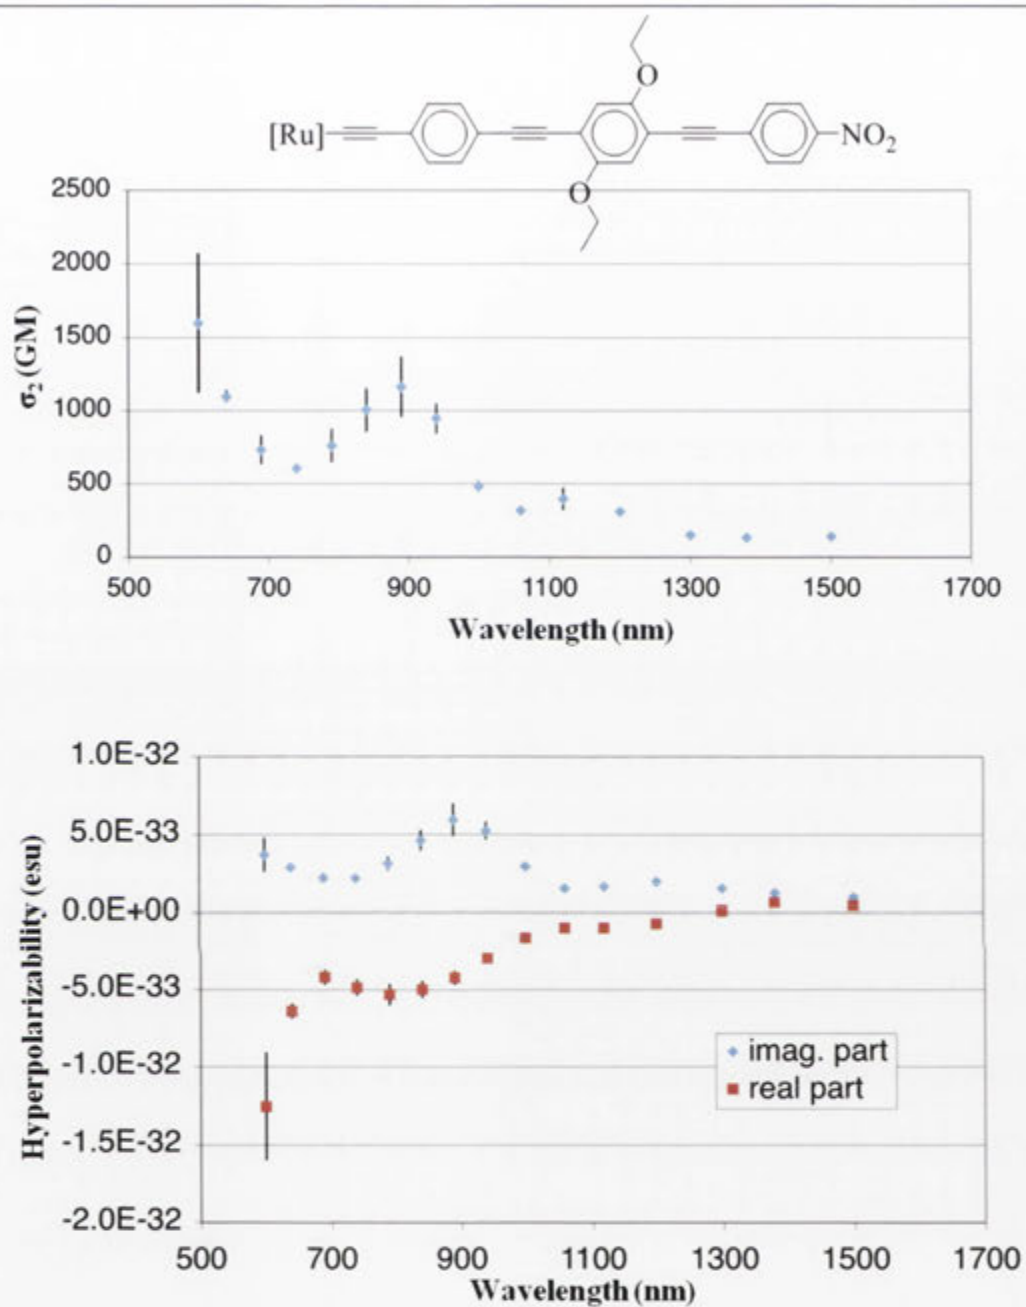 O
[Ru]
NO2
O
2500
2000
1500
1000
500
0
σ2 (GM)
500 700 900 1100 1300 1500 1700
Wavelength (nm)
1.0E-32
5.0E-33
0.0E+00
-5.0E-33
-1.0E-32
-1.5E-32
-2.0E-32
Hyperpolarizability (esu)
imag. part
real part
500 700 900 1100 1300 1500 1700
Wavelength (nm)